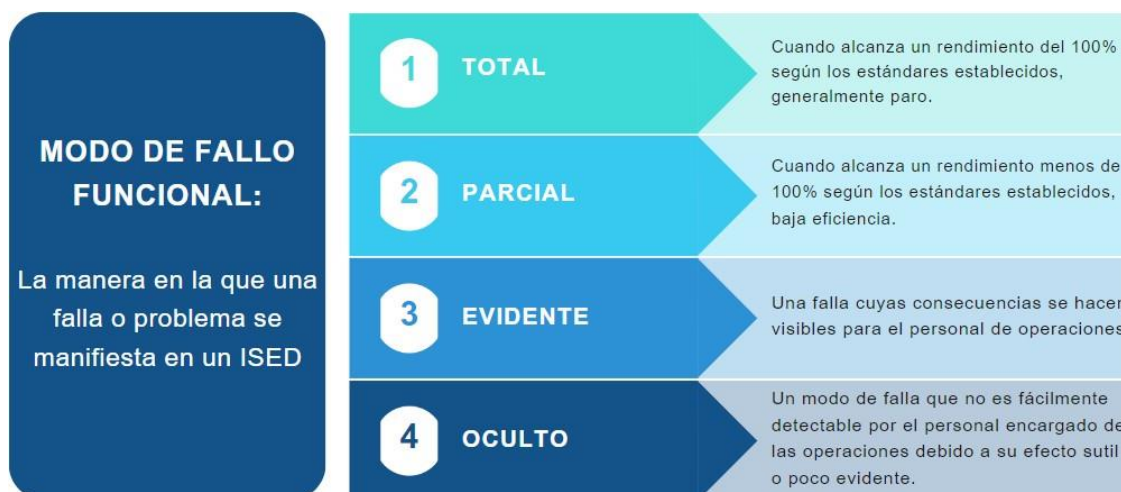 MODO DE FALLO
FUNCIONAL:
La manera en la que una
falla o problema se
manifiesta en un ISED
1
TOTAL
Cuando alcanza un rendimiento del 100%
según los estándares establecidos,
generalmente paro.
2
PARCIAL
Cuando alcanza un rendimiento menos de
100% según los estándares establecidos,
baja eficiencia.
3
EVIDENTE
Una falla cuyas consecuencias se hacen
visibles para el personal de operaciones
4
OCULTO
Un modo de falla que no es fácilmente
detectable por el personal encargado de
las operaciones debido a su efecto sutil
o poco evidente.